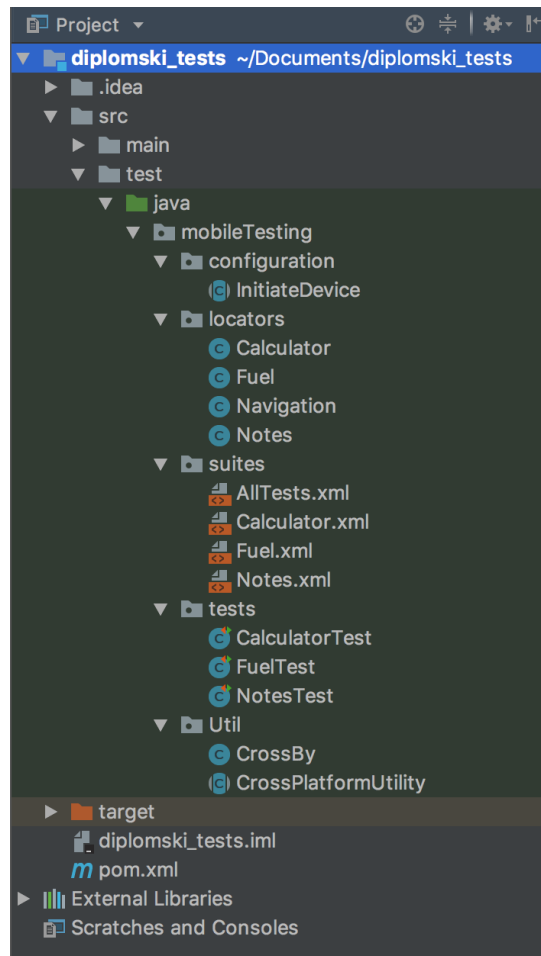 Project
diplomski_tests ~/Documents/diplomski_tests
.idea
src
main
test
java
mobileTesting
configuration
InitiateDevice
locators
Calculator
Fuel
Navigation
Notes
suites
AllTests.xml
Calculator.xml
Fuel.xml
Notes.xml
tests
CalculatorTest
FuelTest
NotesTest
Util
CrossBy
CrossPlatformUtility
target
diplomski_tests.iml
pom.xml
External Libraries
Scratches and Consoles